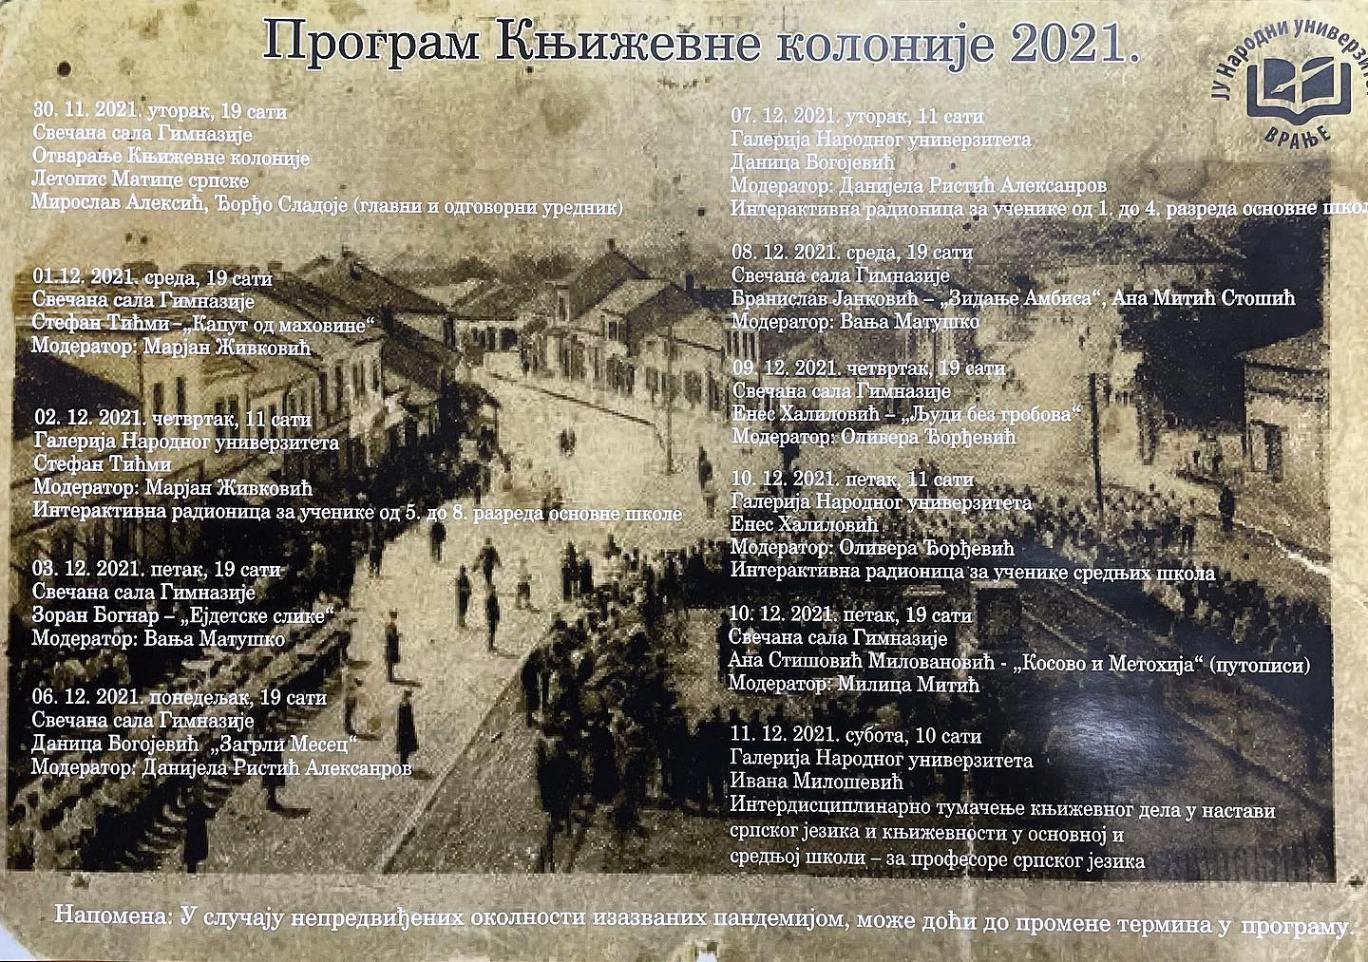 Програм Књижевне колоније 2021.
ЈУ Народни
ВРАЊЕ
30. 11. 2021. уторак, 19 сати
Свечана сала Гимназије
Отварање Књижевне колоније
Летопис Матице српске
Мирослав Алексић, Ђорђо Сладоје (главни и одговорни уредник)
01.12. 2021. среда, 19 сати
Свечана сала Гимназије
Стефан Тићми–„Капут од маховине“
Модератор: Марјан Живковић
02. 12. 2021. четвртак, 11 сати
Галерија Народног универзитета
Стефан Тићми
Модератор: Марјан Живковић
Интерактивна радионица за ученике од 5. до 8. разреда основне школе
03. 12. 2021. петак, 19 сати
Свечана сала Гимназије
Зоран Богнар – „Ејдетске слике“
Модератор: Вања Матушко
06. 12. 2021. понедељак, 19 сати
Свечана сала Гимназије
Даница Богојевић „Загрли Месец“
Модератор: Данијела Ристић Алексанров
07. 12. 2021. уторак, 11 сати
Галерија Народног универзитета
Даница Богојевић
Модератор: Данијела Ристић Алексанров
Интерактивна радионица за ученике од 1. до 4. разреда основне
08. 12. 2021. среда, 19 сати
Свечана сала Гимназије
Бранислав Јанковић – „Зидање Амбиса“, Ана Митић Стошић
Модератор: Вања Матушко
09. 12. 2021. четвртак, 19 сати
Свечана сала Гимназије
Енес Халиловић – „Људи без гробова“
Модератор: Оливера Ђорђевић
10. 12. 2021. петак, 11 сати
Галерија Народног универзитета
Енес Халиловић
Модератор: Оливера Ђорђевић
Интерактивна радионица за ученике средњих школа
10. 12. 2021. петак, 19 сати
Свечана сала Гимназије
Ана Стишовић Миловановић - „Косово и Метохија“ (путописи)
Модератор: Милица Митић
11. 12. 2021. субота, 10 сати
Галерија Народног универзитета
Ивана Милошевић
Интердисциплинарно тумачење књижевног дела у настави
српског језика и књижевности у основној и
средњој школи – за професоре српског језика
Напомена: У случају непредвиђених околности изазваних пандемијом, може доћи до промене термина у програму.